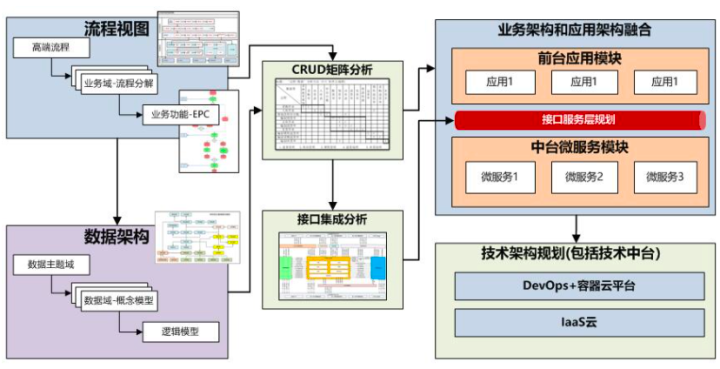 流程视图
高端流程
业务域-流程分解
业务功能-EPC
数据架构
数据主题域
数据域-概念模型
逻辑模型
CRUD矩阵分析
接口集成分析
业务架构和应用架构融合
前台应用模块
应用1
应用1
应用1
接口服务层规划
中台微服务模块
微服务1
微服务2
微服务3
技术架构规划(包括技术中台)
DevOps+容器云平台
IaaS云